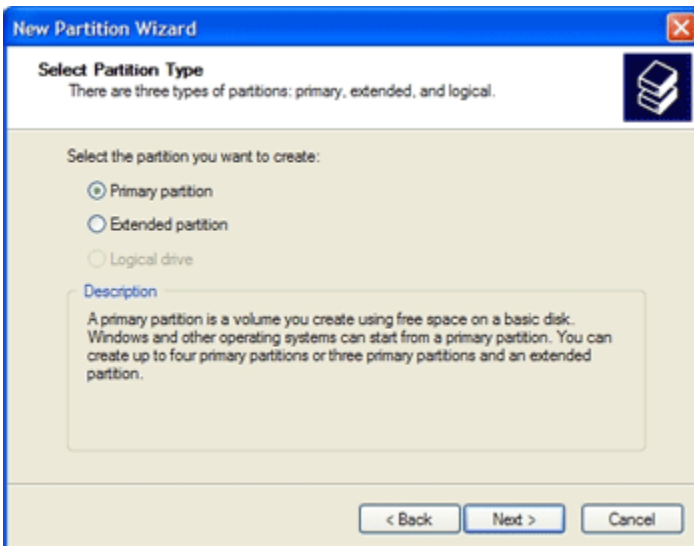 New Partition Wizard
Select Partition Type
There are three types of partitions: primary, extended, and logical.
Select the partition you want to create:
Primary partition
Extended partition
Logical drive
Description
A primary partition is a volume you create using free space on a basic disk.
Windows and other operating systems can start from a primary partition. You can
create up to four primary partitions or three primary partitions and an extended
partition.
< Back
Next >
Cancel